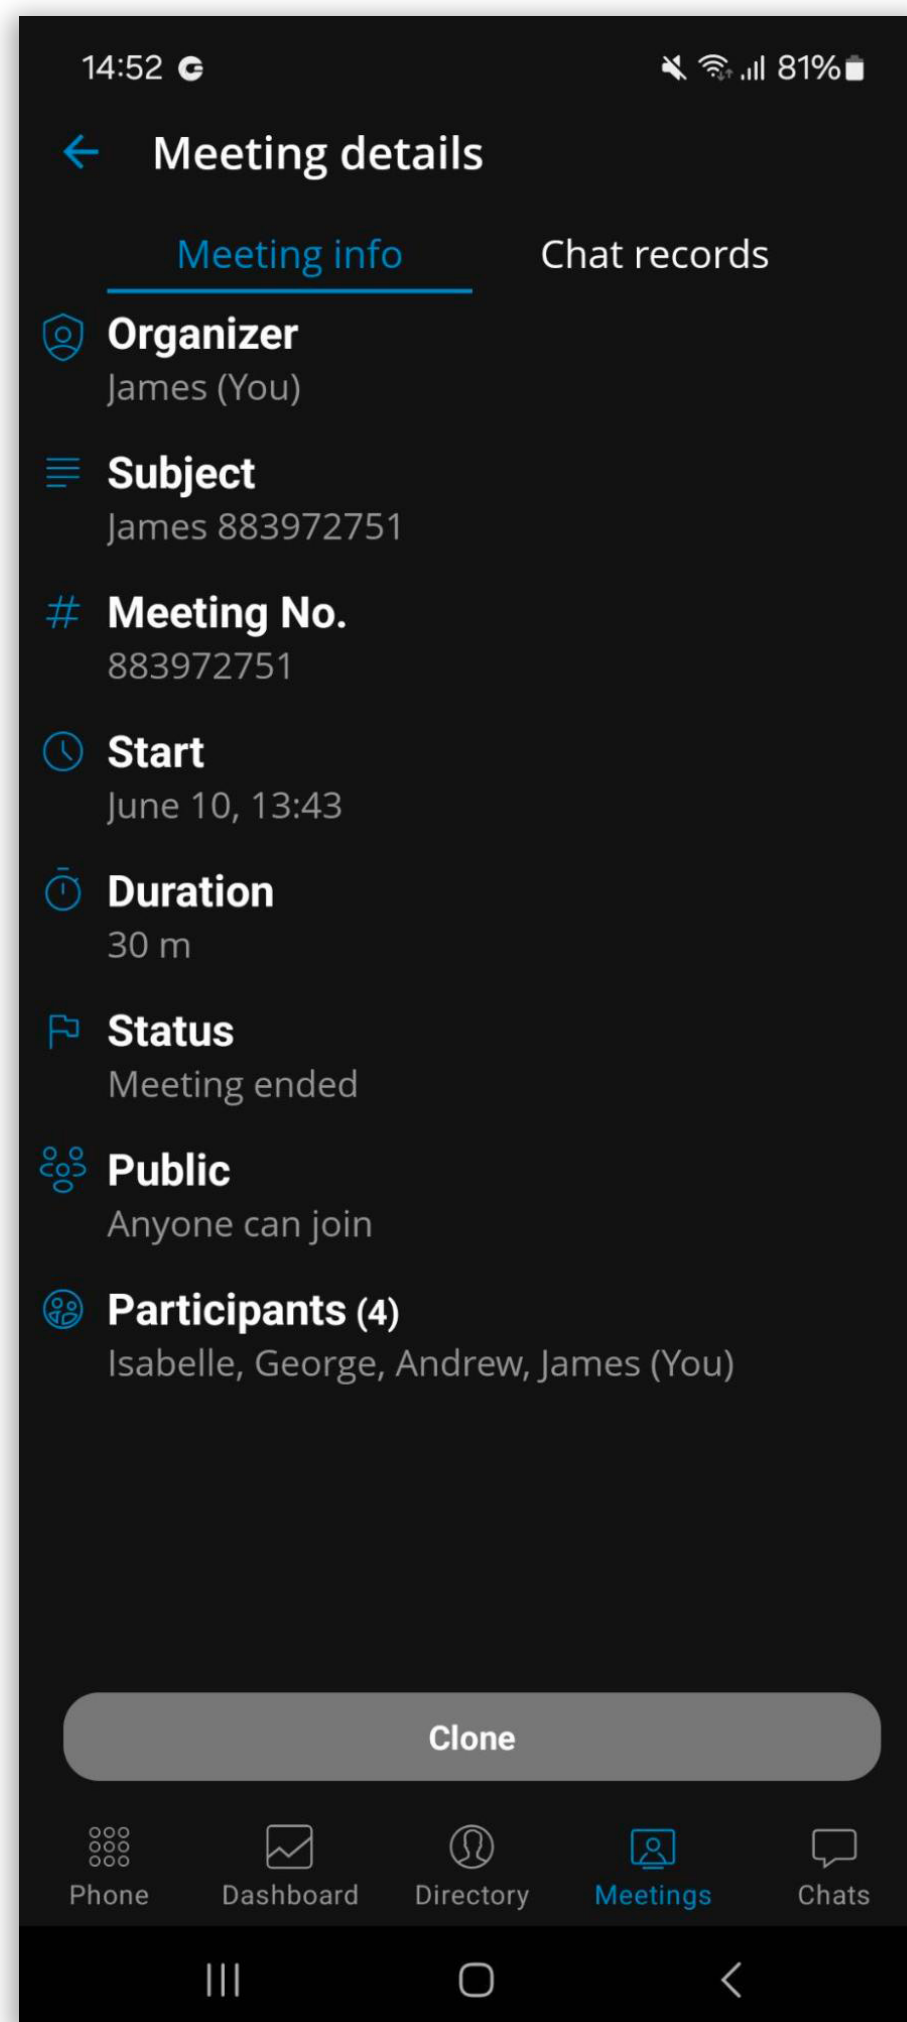 14:52 G 81%
Meeting details
Meeting info Chat records
Organizer
James (You)
Subject
James 883972751
# Meeting No.
883972751
Start
June 10, 13:43
Duration
30 m
Status
Meeting ended
Public
Anyone can join
Participants (4)
Isabelle, George, Andrew, James (You)
Clone
Phone Dashboard Directory Meetings Chats